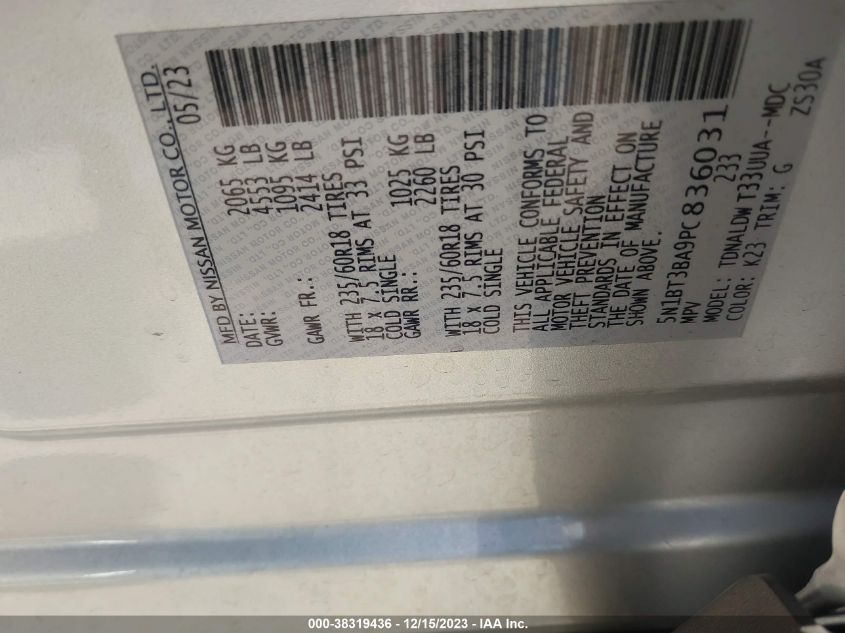 MFD BY NISSAN MOTOR CO., LTD.
DATE: 05/23
GVWR: 2065 KG
4553 LB
GAWR FR.: 1095 KG
2414 LB
WITH 235/60R18 TIRES
18 X 7.5 RIMS AT 33 PSI
COLD SINGLE
GAWR RR.: 1025 KG
2260 LB
WITH 235/60R18 TIRES
18 X 7.5 RIMS AT 30 PSI
COLD SINGLE
THIS VEHICLE CONFORMS TO
ALL APPLICABLE FEDERAL
MOTOR VEHICLE SAFETY AND
THEFT PREVENTION
STANDARDS IN EFFECT ON
THE DATE OF MANUFACTURE
SHOWN ABOVE.
5N1BT3BA9PC836031
MPV 233
MODEL: TDNALDW T33UUA--MDC
COLOR: K23 TRIM: G ZS30A
000-38319436 - 12/15/2023 - IAA Inc.